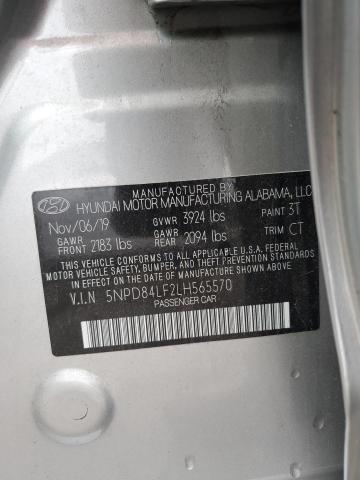 MANUFACTURED BY
HYUNDAI MOTOR MANUFACTURING ALABAMA, LLC
Nov/06/19 GVWR 3924 lbs PAINT 3T
GAWR FRONT 2183 lbs GAWR REAR 2094 lbs TRIM CT
THIS VEHICLE CONFORMS TO ALL APPLICABLE
FEDERAL MOTOR VEHICLE SAFETY, BUMPER,
AND THEFT PREVENTION STANDARDS IN EFFECT
ON THE DATE OF MANUFACTURE SHOWN ABOVE.
V.I.N 5NPD84LF2LH565570
PASSENGER CAR